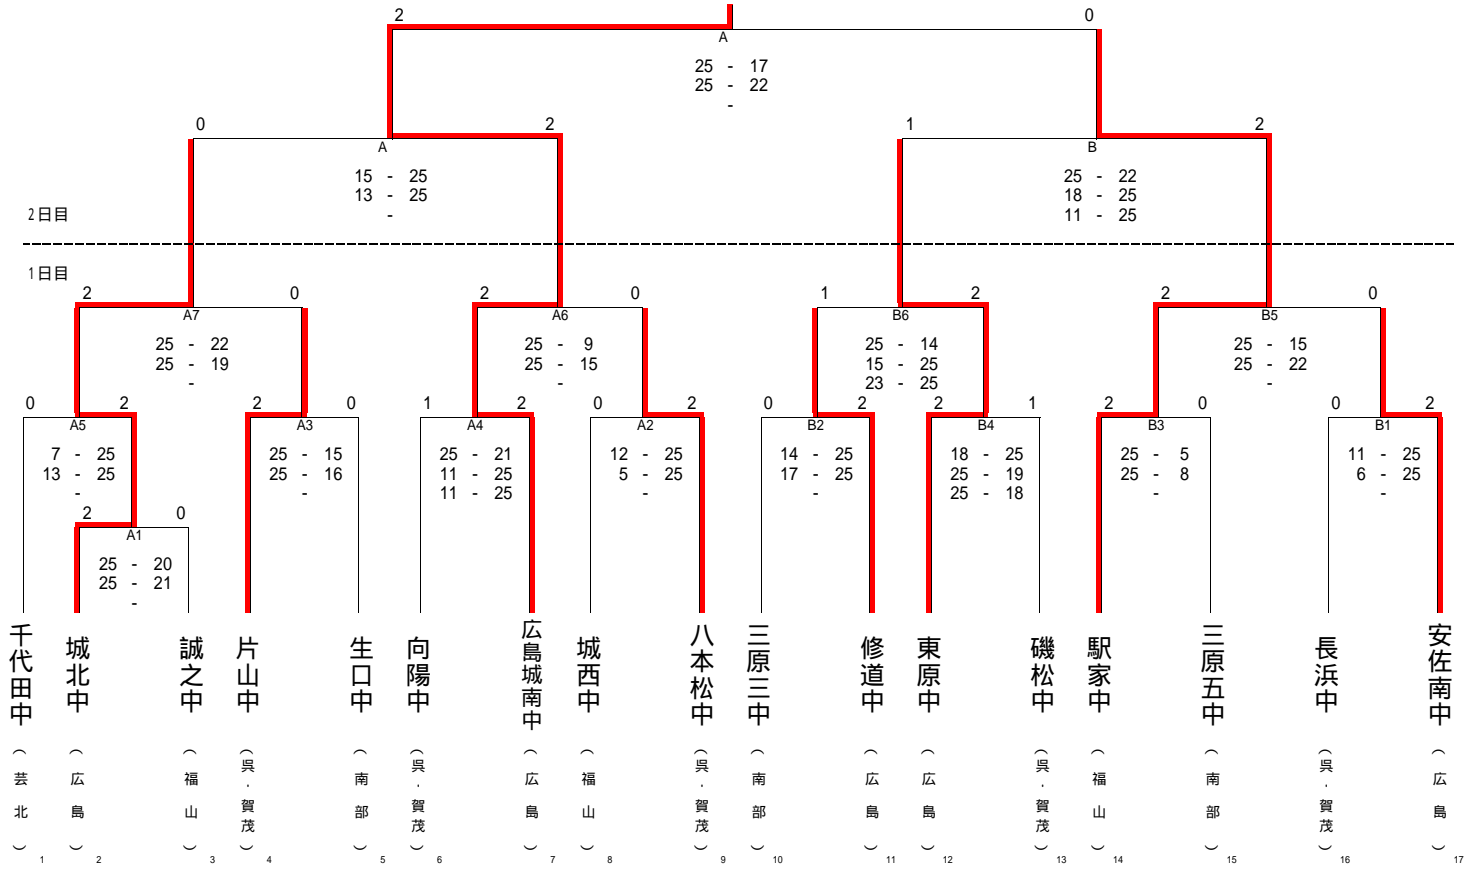 2 0
A
25 - 17
25 - 22
-
0 2 1 2
A B
15 - 25 25 - 22
13 - 25 18 - 25
- 11 - 25
2日目
1日目
2 0 2 0 1 2 2 0
A7 A6 B6 B5
25 - 22 25 - 9 25 - 14 25 - 15
25 - 19 25 - 15 15 - 25 25 - 22
- - 23 - 25 -
0 2 2 0 1 2 0 2 0 2 2 1 2 0 0 2
A5 A3 A4 A2 B2 B4 B3 B1
7 - 25 25 - 15 25 - 21 12 - 25 14 - 25 18 - 25 25 - 5 11 - 25
13 - 25 25 - 16 11 - 25 5 - 25 17 - 25 25 - 19 25 - 8 6 - 25
- - 11 - 25 - - 25 - 18 - -
2 0
A1
25 - 20
25 - 21
-
千代田中(芸北) 1
城北中(広島) 2
誠之中(福山) 3
片山中(呉・賀茂) 4
生口中(南部) 5
向陽中(呉・賀茂) 6
広島城南中(広島) 7
城西中(福山) 8
八本松中(呉・賀茂) 9
三原三中(南部) 10
修道中(広島) 11
東原中(広島) 12
磯松中(呉・賀茂) 13
駅家中(福山) 14
三原五中(南部) 15
長浜中(呉・賀茂) 16
安佐南中(広島) 17